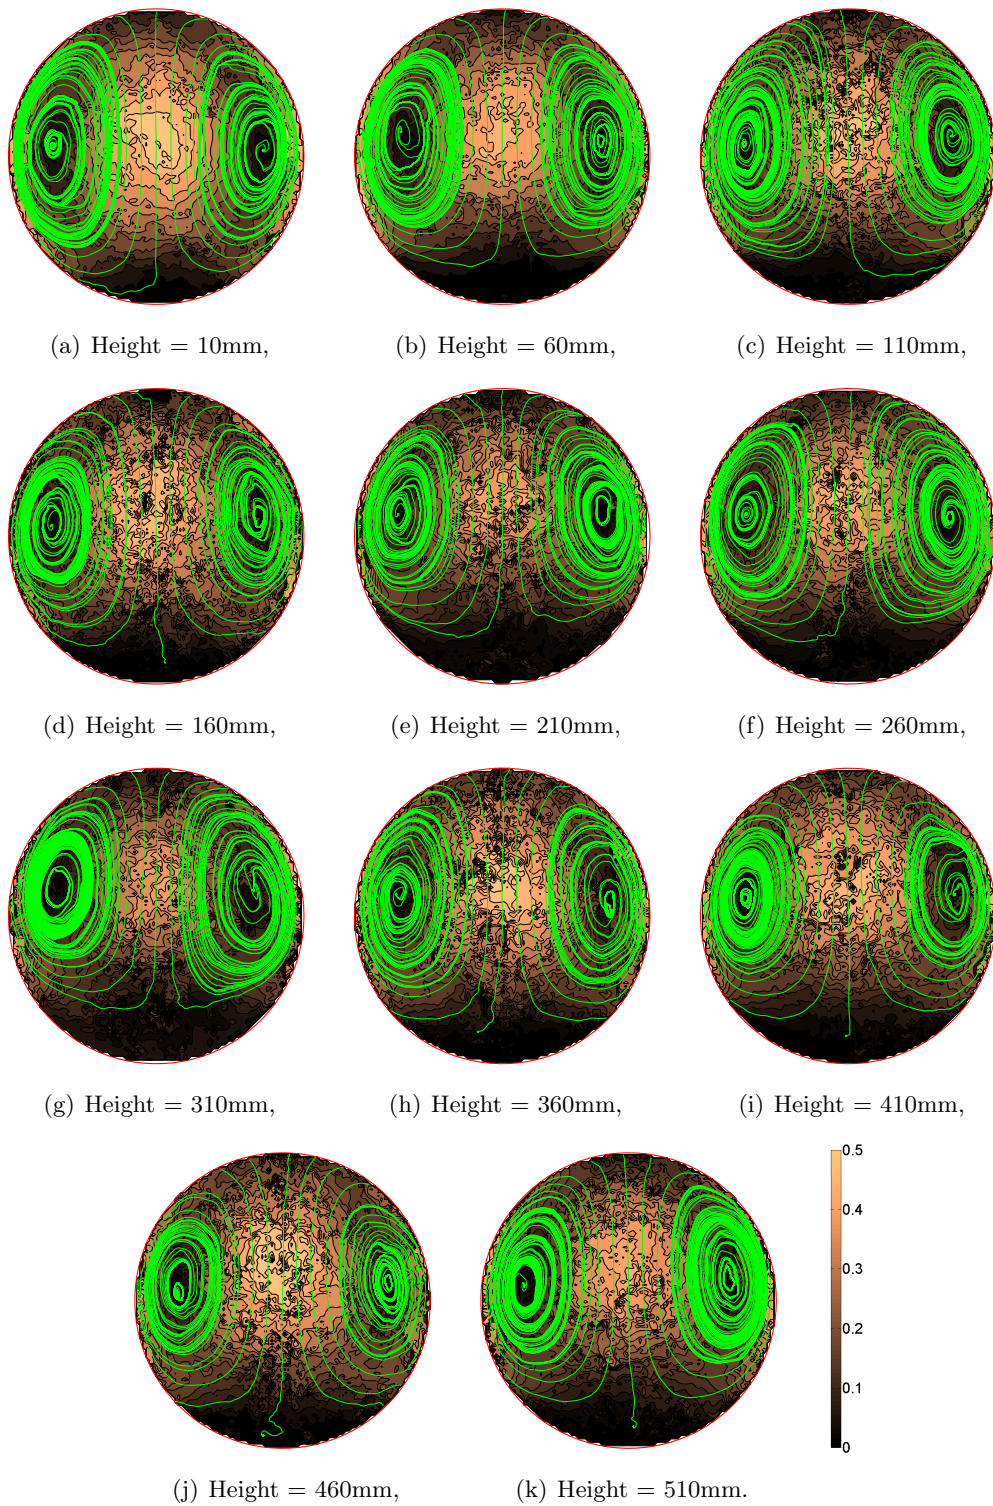 (a) Height = 10mm,
(b) Height = 60mm,
(c) Height = 110mm,
(d) Height = 160mm,
(e) Height = 210mm,
(f) Height = 260mm,
(g) Height = 310mm,
(h) Height = 360mm,
(i) Height = 410mm,
0.5
0.4
0.3
0.2
0.1
0
(j) Height = 460mm,
(k) Height = 510mm.